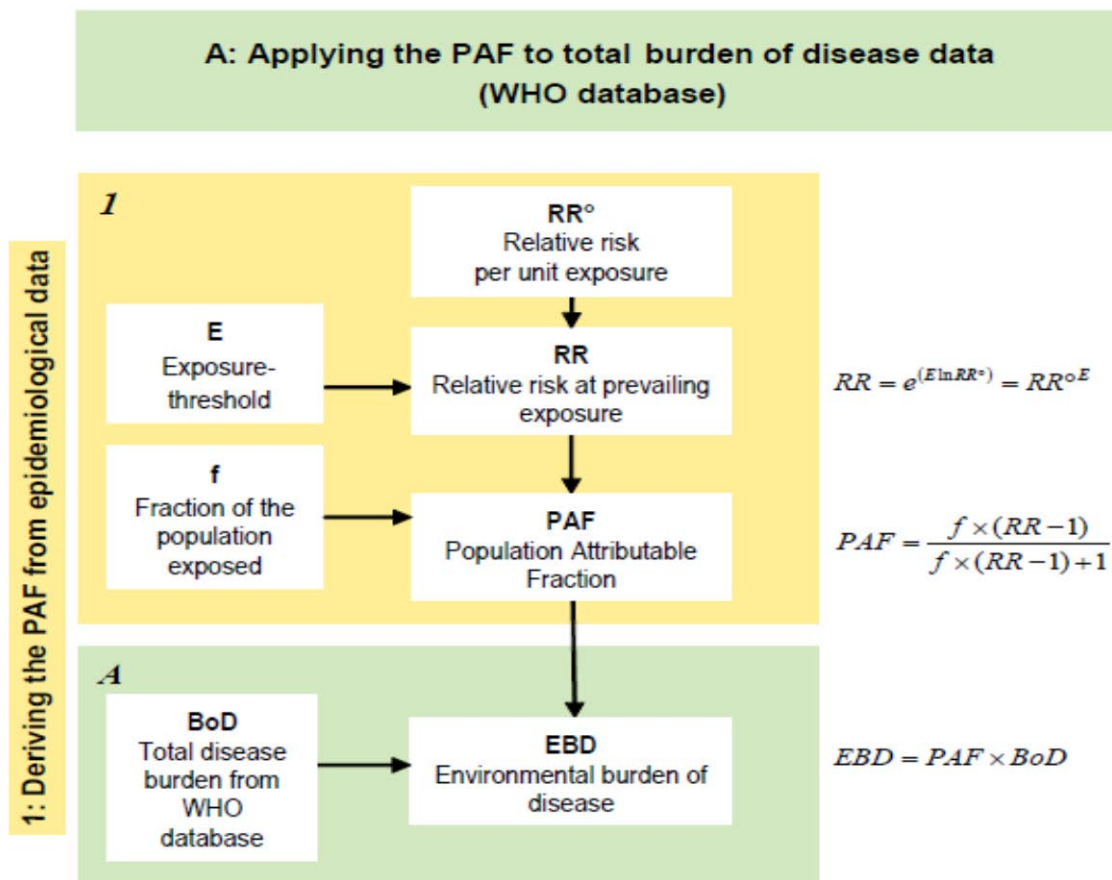 A: Applying the PAF to total burden of disease data
(WHO database)
1: Deriving the PAF from epidemiological data
1
RR°
Relative risk
per unit exposure
E
Exposure-
threshold
RR
Relative risk at prevailing
exposure
RR = e^(E ln RR°) = RR°^E
f
Fraction of the
population
exposed
PAF
Population Attributable
Fraction
PAF = f × (RR − 1) / f × (RR − 1) + 1
A
BoD
Total disease
burden from
WHO
database
EBD
Environmental burden of
disease
EBD = PAF × BoD